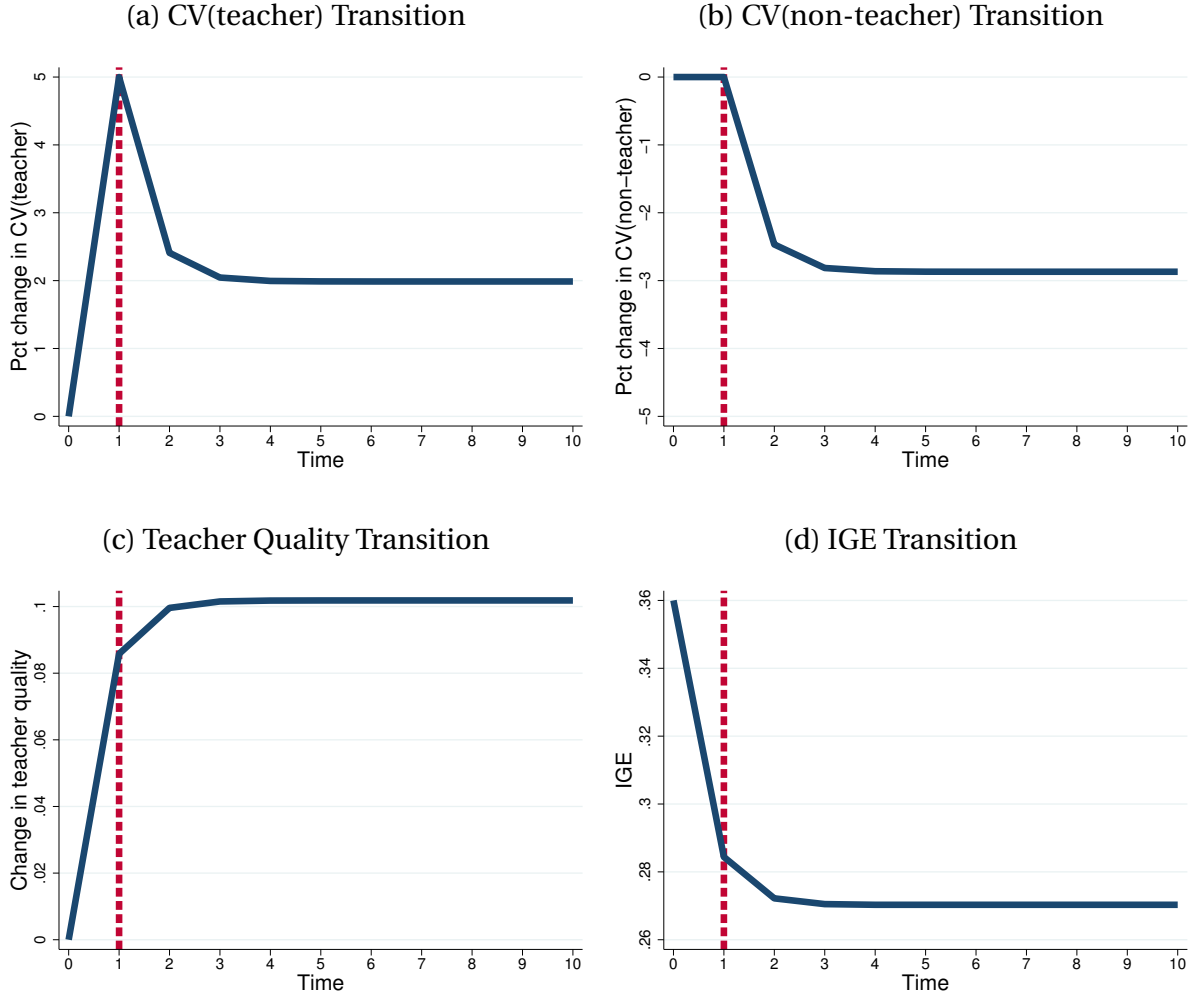 (a) CV(teacher) Transition
Pct change in CV(teacher)
5
4
3
2
1
0
0 1 2 3 4 5 6 7 8 9 10
Time
(b) CV(non-teacher) Transition
Pct change in CV(non−teacher)
0
−1
−2
−3
−4
−5
0 1 2 3 4 5 6 7 8 9 10
Time
(c) Teacher Quality Transition
Change in teacher quality
.1
.08
.06
.04
.02
0
0 1 2 3 4 5 6 7 8 9 10
Time
(d) IGE Transition
IGE
.36
.34
.32
.3
.28
.26
0 1 2 3 4 5 6 7 8 9 10
Time